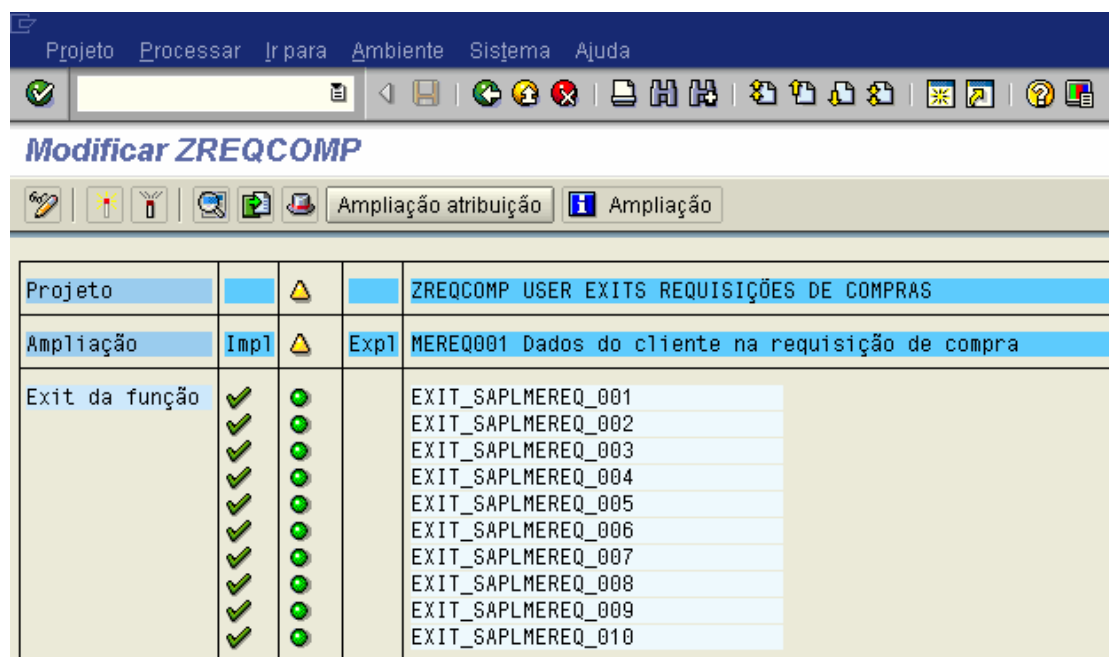 Projeto Processar Ir para Ambiente Sistema Ajuda
Modificar ZREQCOMP
Ampliação atribuição Ampliação
Projeto ZREQCOMP USER EXITS REQUISIÇÕES DE COMPRAS
Ampliação Impl Expl MEREQ001 Dados do cliente na requisição de compra
Exit da função EXIT_SAPLMEREQ_001
EXIT_SAPLMEREQ_002
EXIT_SAPLMEREQ_003
EXIT_SAPLMEREQ_004
EXIT_SAPLMEREQ_005
EXIT_SAPLMEREQ_006
EXIT_SAPLMEREQ_007
EXIT_SAPLMEREQ_008
EXIT_SAPLMEREQ_009
EXIT_SAPLMEREQ_010